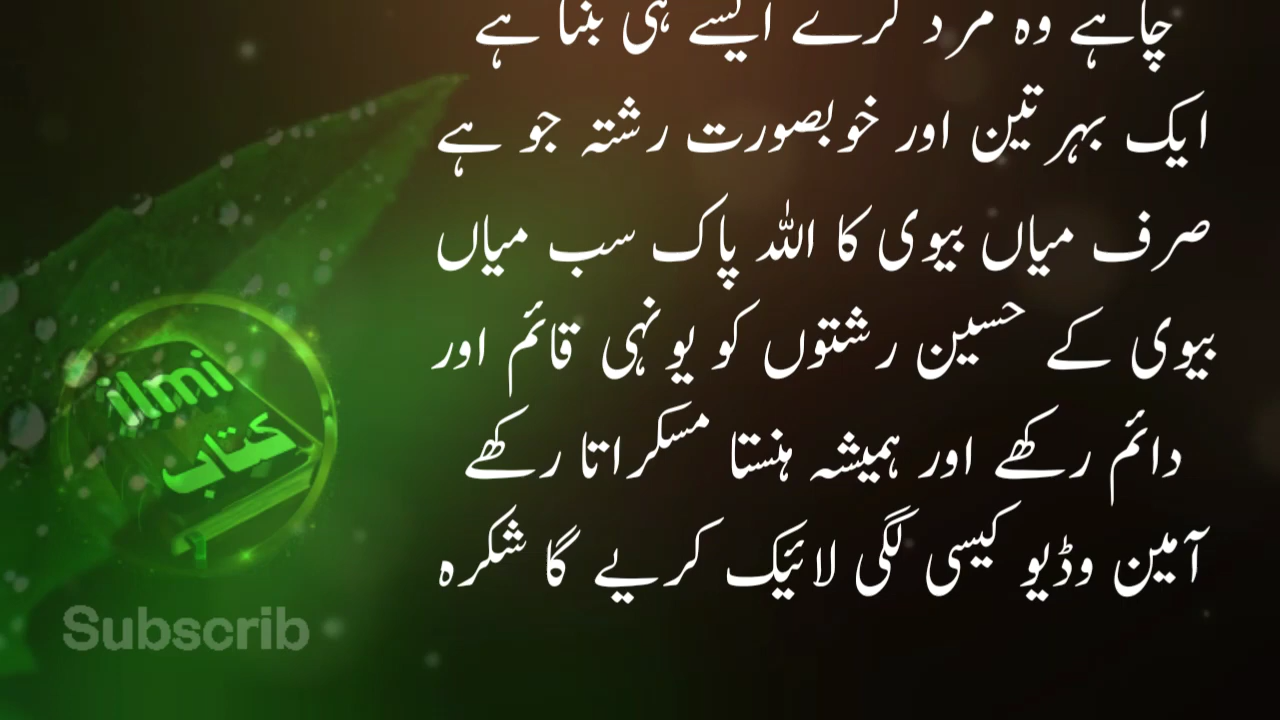 چاہے وہ مرد کرے ایسے ہی بنتا ہے
ایک بہرتین اور خوبصورت رشتہ جو ہے
صرف میاں بیوی کا اللہ پاک سب میاں
بیوی کے حسین رشتوں کو یونہی قائم اور
دائم رکھے اور ہمیشہ ہنستا مسکراتا رکھے
آمین وڈیو کیسی لگی لائیک کریے گا شکرہ
ilmi
کتاب
Subscrib